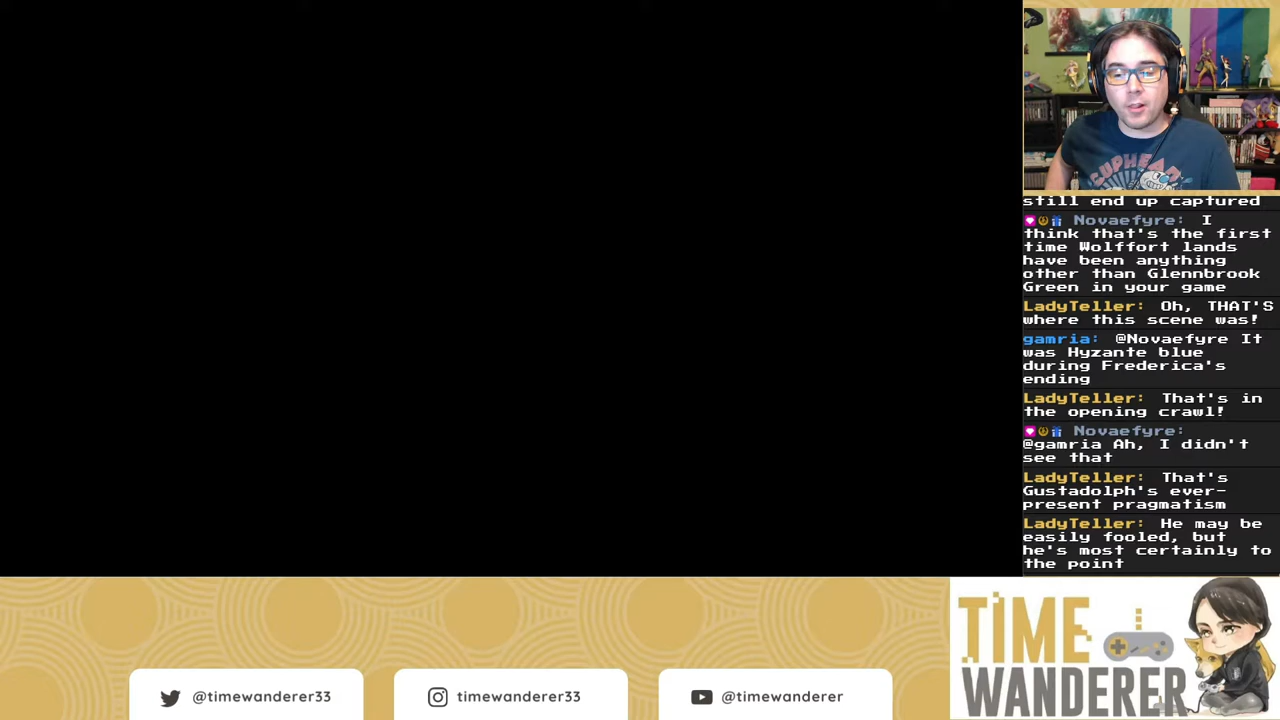 CUPHEAD
still end up captured
Novaefyre: I
think that's the first
time Wolffort lands
have been anything
other than Glennbrook
Green in your game
LadyTeller: Oh, THAT'S
where this scene was!
gamria: @Novaefyre It
was Hyzante blue
during Frederica's
ending
LadyTeller: That's in
the opening crawl!
Novaefyre:
@gamria Ah, I didn't
see that
LadyTeller: That's
Gustadolph's ever-
present pragmatism
LadyTeller: He may be
easily fooled, but
he's most certainly to
the point
TIME
WANDERER
@timewanderer33
timewanderer33
@timewanderer